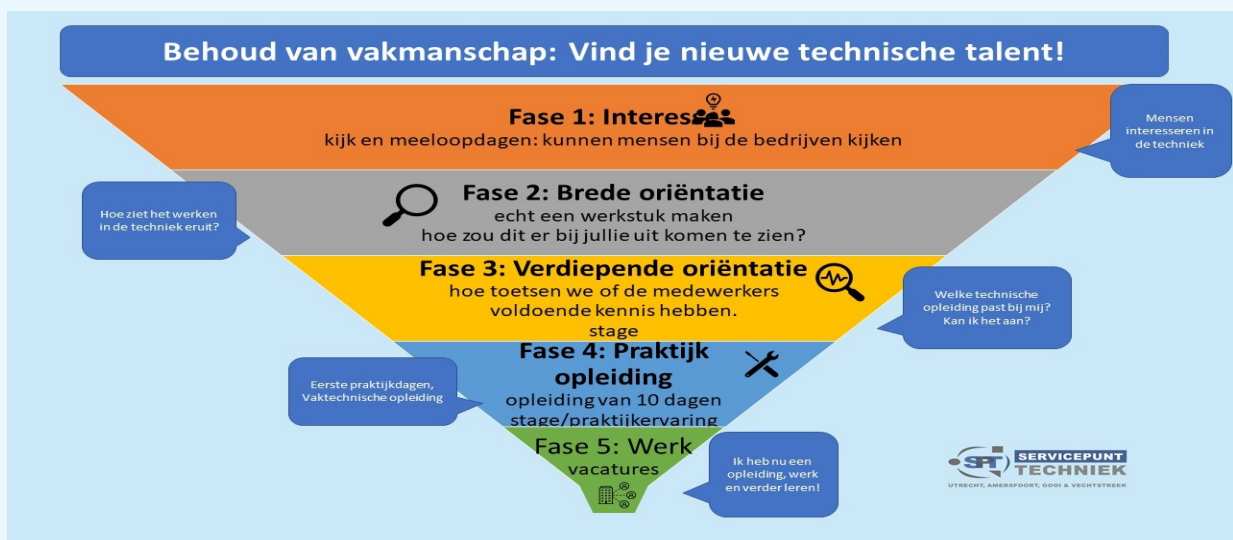 Behoud van vakmanschap: Vind je nieuwe technische talent!
Fase 1: Interes
kijk en meeloopdagen: kunnen mensen bij de bedrijven kijken
Mensen
interesseren in
de techniek
Fase 2: Brede oriëntatie
echt een werkstuk maken
hoe zou dit er bij jullie uit komen te zien?
Hoe ziet het werken
in de techniek eruit?
Fase 3: Verdiepende oriëntatie
hoe toetsen we of de medewerkers
voldoende kennis hebben.
stage
Welke technische
opleiding past bij mij?
Kan ik het aan?
Fase 4: Praktijk
opleiding
opleiding van 10 dagen
stage/praktijkervaring
Eerste praktijkdagen,
Vaktechnische opleiding
Fase 5: Werk
vacatures
Ik heb nu een
opleiding, werk
en verder leren!
SPT SERVICEPUNT
TECHNIEK
UTRECHT, AMERSFOORT, GOOI & VECHTSTREEK